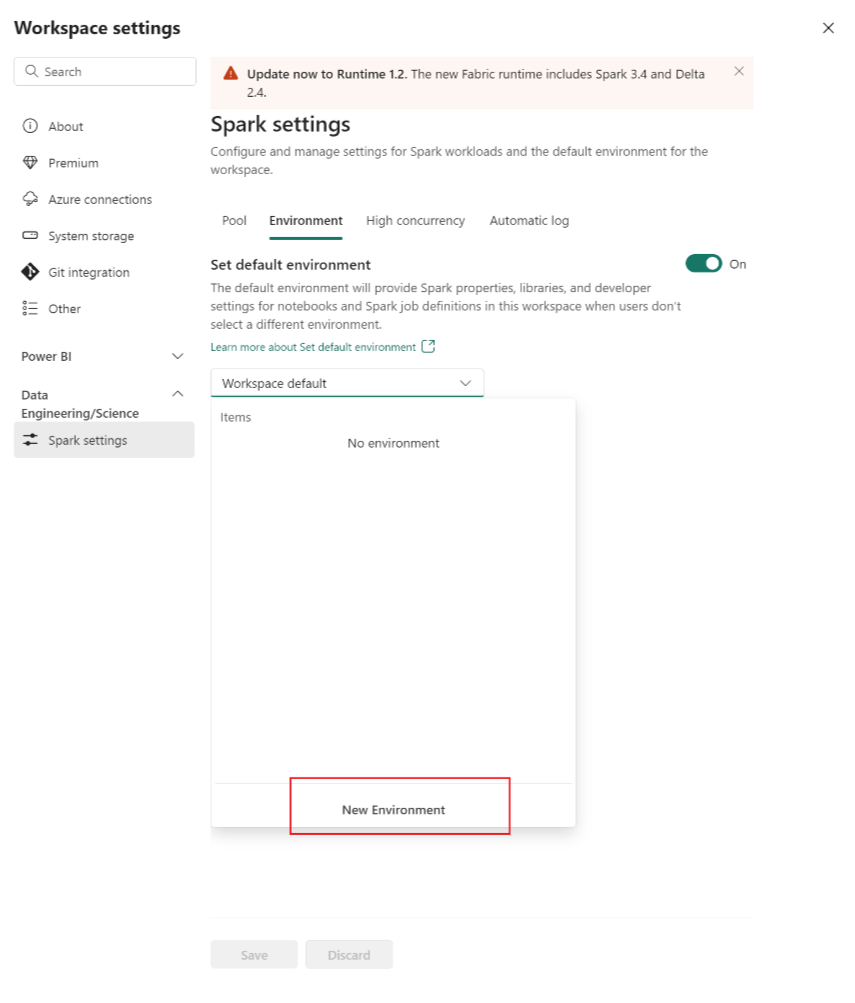 Workspace settings
Search
About
Premium
Azure connections
System storage
Git integration
Other
Power BI
Data
Engineering/Science
Spark settings
Update now to Runtime 1.2. The new Fabric runtime includes Spark 3.4 and Delta
2.4.
Spark settings
Configure and manage settings for Spark workloads and the default environment for the
workspace.
Pool Environment High concurrency Automatic log
Set default environment
On
The default environment will provide Spark properties, libraries, and developer
settings for notebooks and Spark job definitions in this workspace when users don't
select a different environment.
Learn more about Set default environment
Workspace default
Items
No environment
New Environment
Save Discard